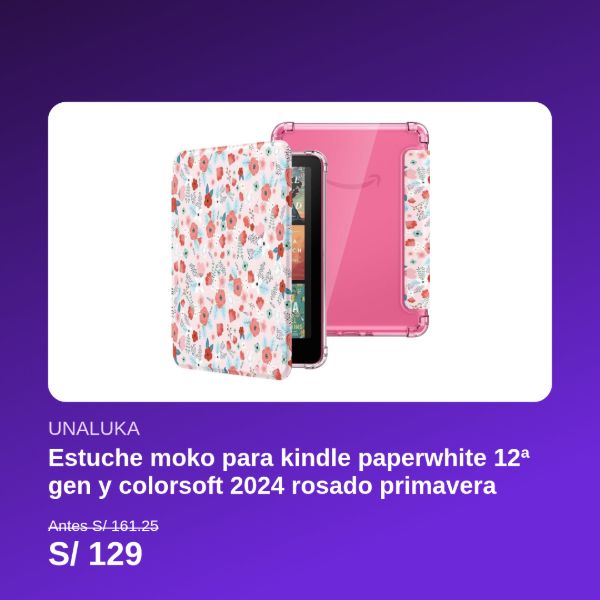 UNALUKA
Estuche moko para kindle paperwhite 12ª
gen y colorsoft 2024 rosado primavera
Antes S/ 161.25
S/ 129